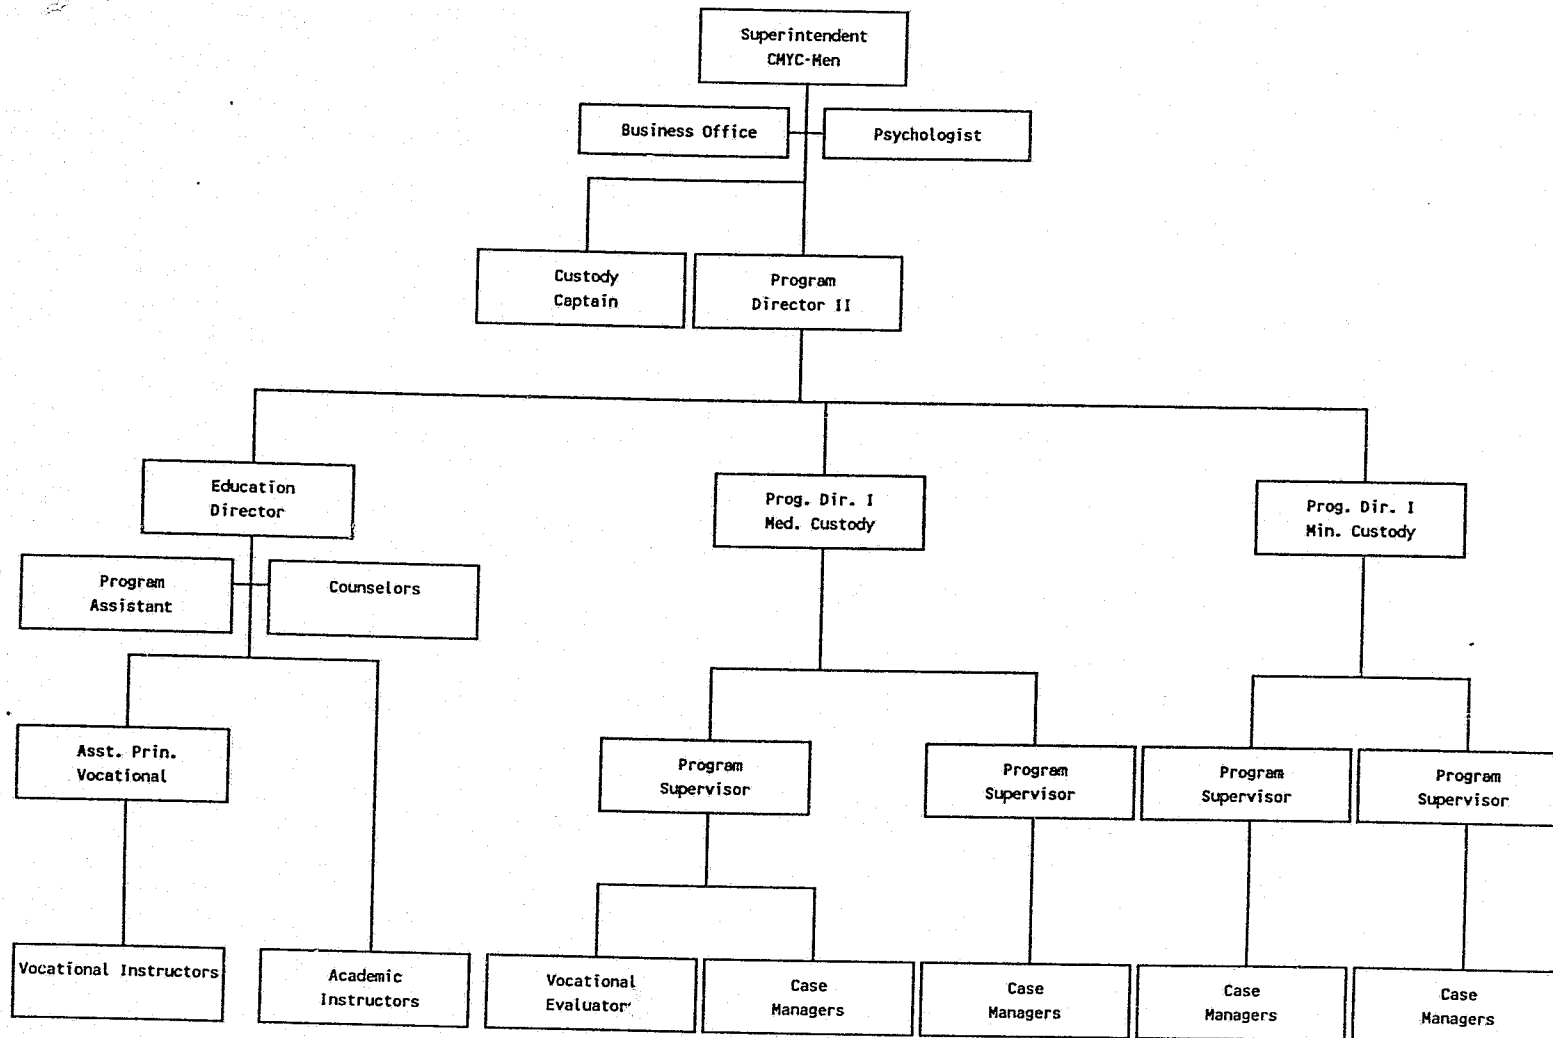 Superintendent
CMYC-Men
Business Office
Psychologist
Custody
Captain
Program
Director II
Education
Director
Prog. Dir. I
Med. Custody
Prog. Dir. I
Min. Custody
Program
Assistant
Counselors
Asst. Prin.
Vocational
Program
Supervisor
Program
Supervisor
Program
Supervisor
Program
Supervisor
Vocational Instructors
Academic
Instructors
Vocational
Evaluator
Case
Managers
Case
Managers
Case
Managers
Case
Managers